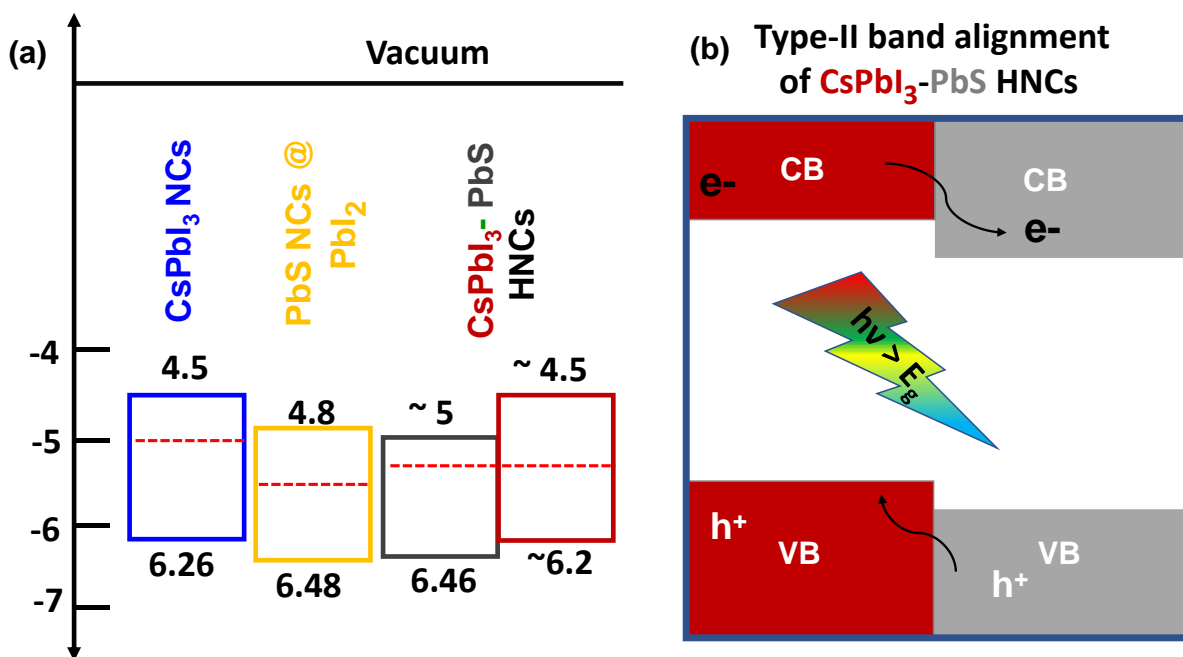 (a)
Vacuum
CsPbI₃ NCs
PbS NCs @
PbI₂
CsPbI₃- PbS
HNCs
-4
-5
-6
-7
4.5
6.26
4.8
6.48
~ 5
6.46
~ 4.5
~6.2
(b)
Type-II band alignment
of CsPbI₃-PbS HNCs
CB
e-
CB
e-
hν > Eg
h⁺
VB
VB
h⁺